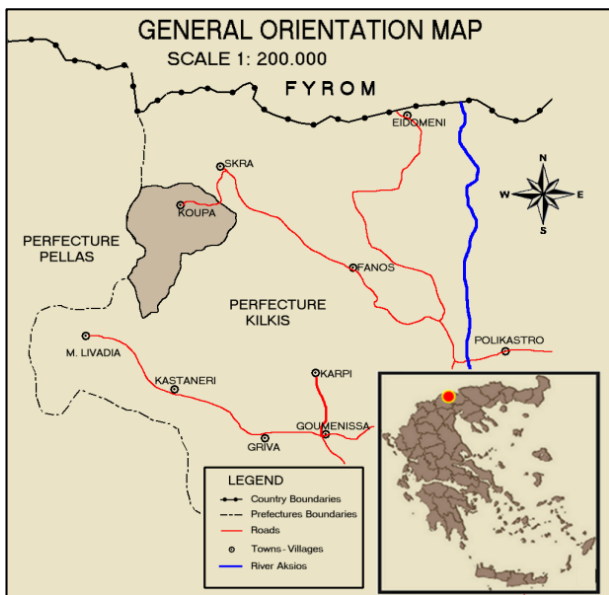 GENERAL ORIENTATION MAP
SCALE 1: 200.000
FYROM
EIDOMENI
SKRA
N
W E
S
KOUPA
PERFECTURE
PELLAS
FANOS
PERFECTURE
KILKIS
POLIKASTRO
M. LIVADIA
KARPI
KASTANERI
GOUMENISSA
GRIVA
LEGEND
Country Boundaries
Prefectures Boundaries
Roads
Towns - Villages
River Aksios